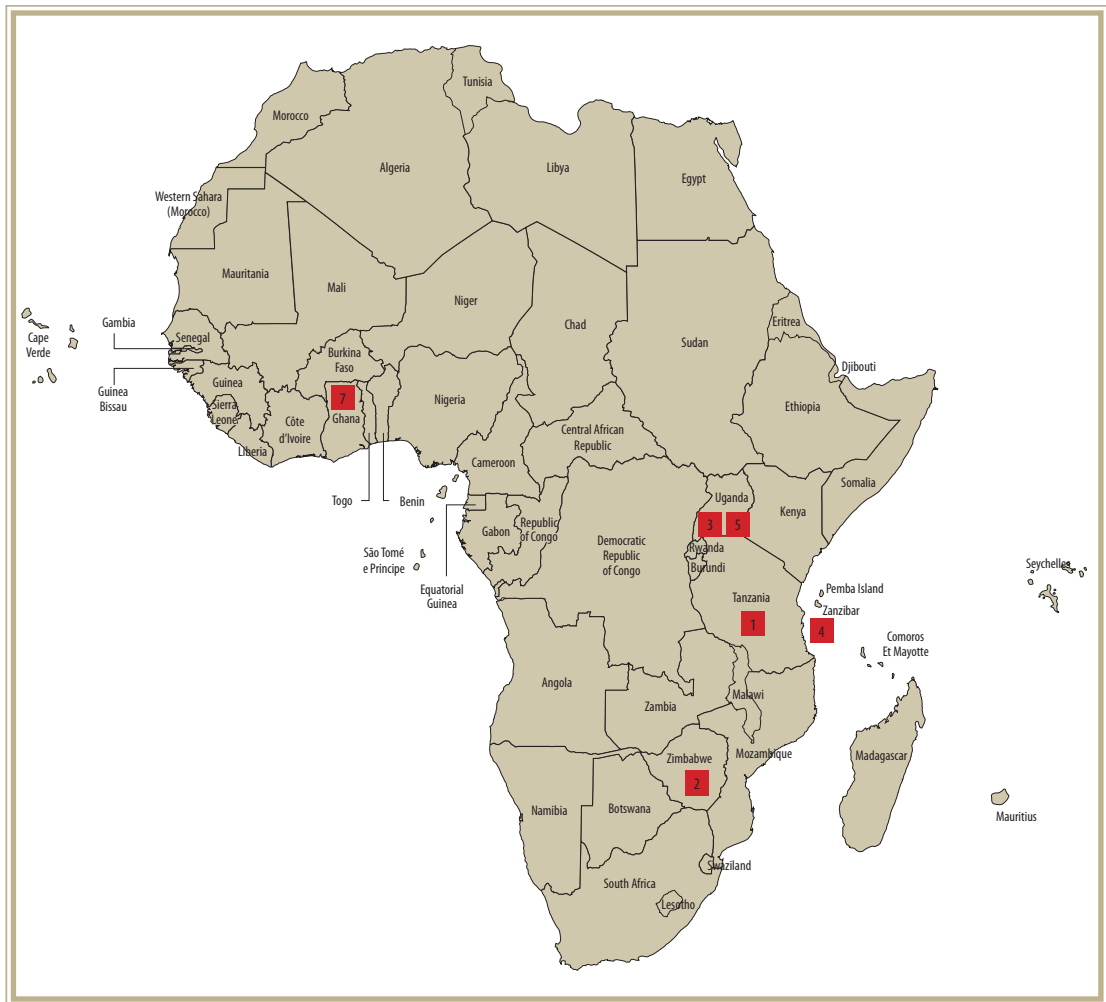 Tunisia
Morocco
Algeria
Libya
Egypt
Western Sahara
(Morocco)
Mauritania
Mali
Niger
Chad
Sudan
Eritrea
Djibouti
Cape
Verde
Gambia
Senegal
Guinea
Bissau
Guinea
Sierra
Leone
Liberia
Côte
d'Ivoire
Burkina
Faso
7
Ghana
Togo
Benin
Nigeria
Cameroon
Central African
Republic
Ethiopia
Somalia
Uganda
Kenya
3
5
Rwanda
Burundi
Democratic
Republic
of Congo
Republic
of Congo
Gabon
São Tomé
e Principe
Equatorial
Guinea
Tanzania
1
Pemba Island
Zanzibar
4
Seychelles
Comoros
Et Mayotte
Angola
Zambia
Malawi
Mozambique
Zimbabwe
2
Madagascar
Mauritius
Namibia
Botswana
Swaziland
South Africa
Lesotho